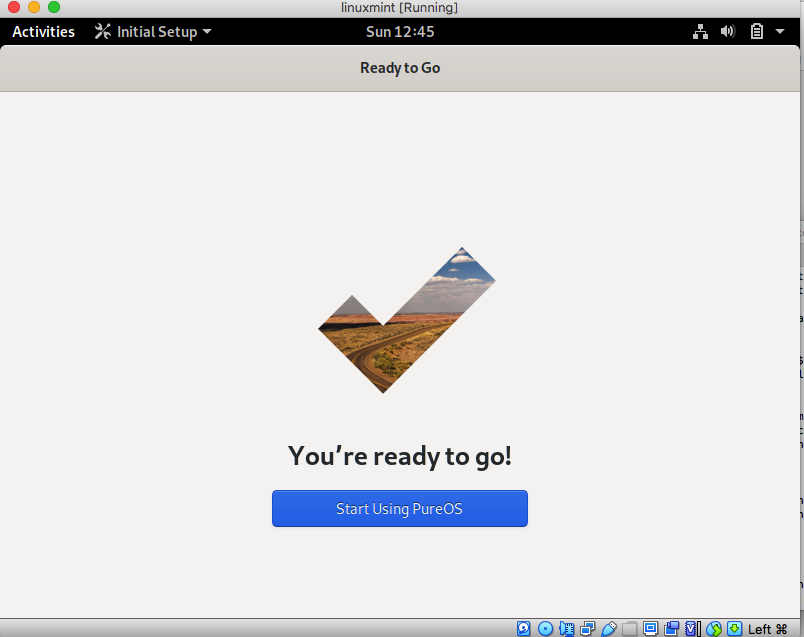 linuxmint [Running]
Activities Initial Setup Sun 12:45
Ready to Go
You're ready to go!
Start Using PureOS
Left ⌘